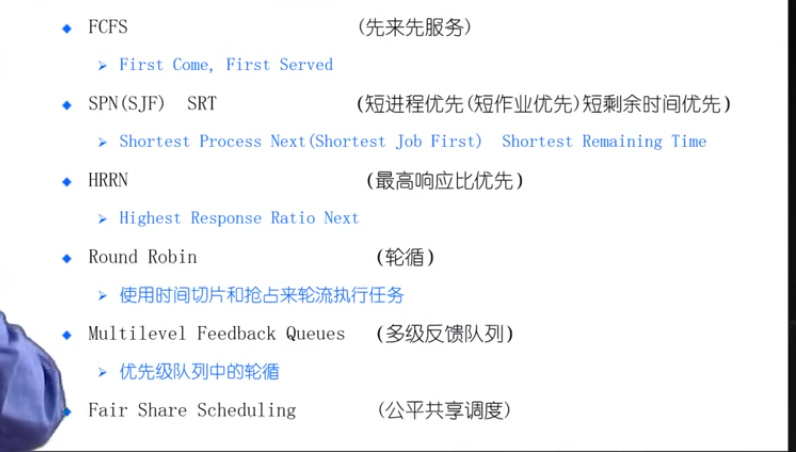 FCFS (先来先服务)
First Come, First Served
SPN(SJF) SRT (短进程优先(短作业优先)短剩余时间优先)
Shortest Process Next(Shortest Job First) Shortest Remaining Time
HRRN (最高响应比优先)
Highest Response Ratio Next
Round Robin (轮循)
使用时间切片和抢占来轮流执行任务
Multilevel Feedback Queues (多级反馈队列)
优先级队列中的轮循
Fair Share Scheduling (公平共享调度)